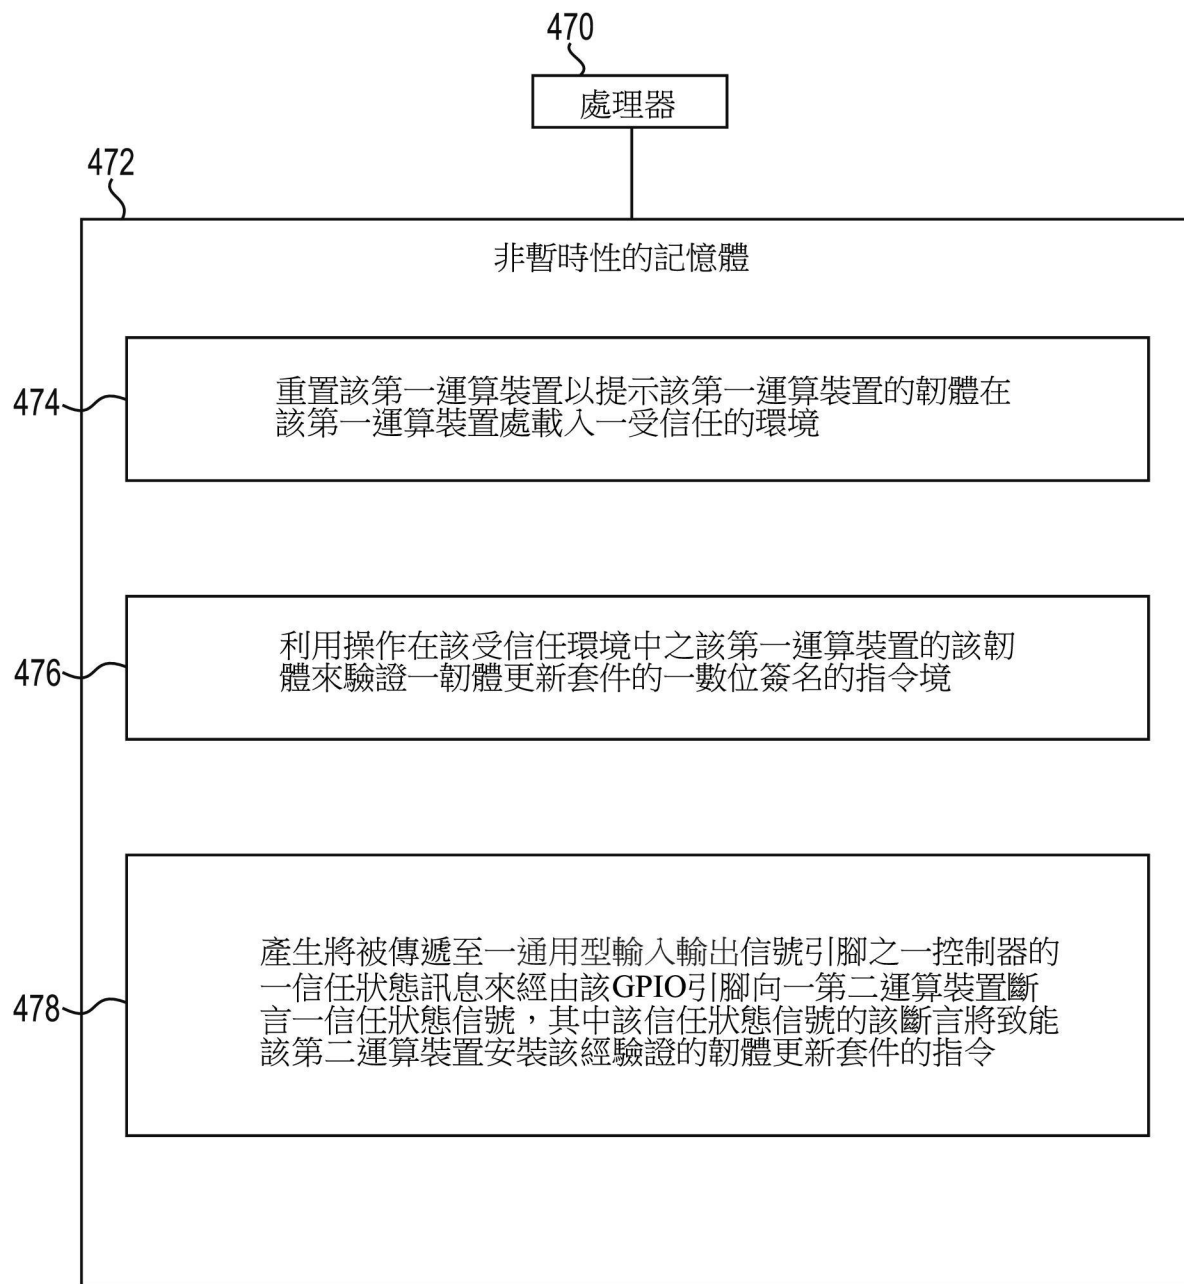 470
處理器
472
非暫時性的記憶體
474
重置該第一運算裝置以提示該第一運算裝置的韌體在
該第一運算裝置處載入一受信任的環境
476
利用操作在該受信任環境中之該第一運算裝置的該韌
體來驗證一韌體更新套件的一數位簽名的指令境
478
產生將被傳遞至一通用型輸入輸出信號引腳之一控制器的
一信任狀態訊息來經由該GPIO引腳向一第二運算裝置斷
言一信任狀態信號，其中該信任狀態信號的該斷言將致能
該第二運算裝置安裝該經驗證的韌體更新套件的指令